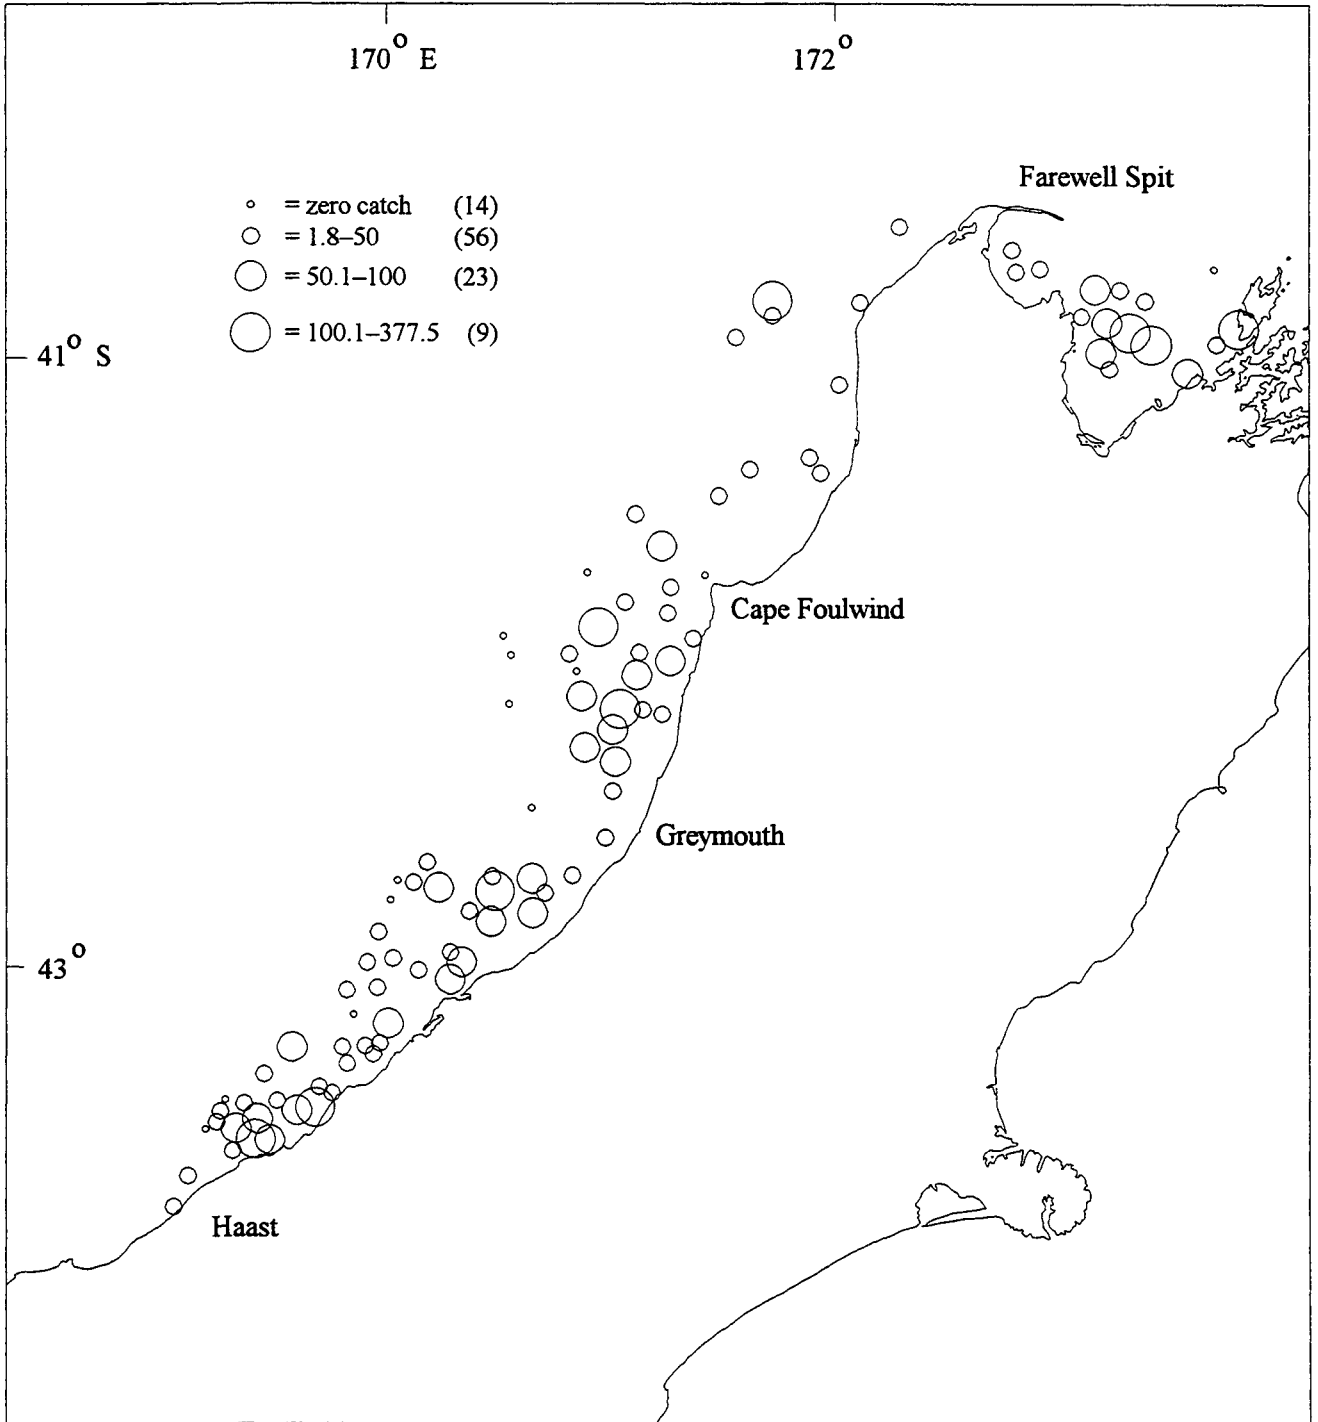 170° E
172°
Farewell Spit
= zero catch (14)
= 1.8–50 (56)
= 50.1–100 (23)
= 100.1–377.5 (9)
41° S
Cape Foulwind
Greymouth
43°
Haast